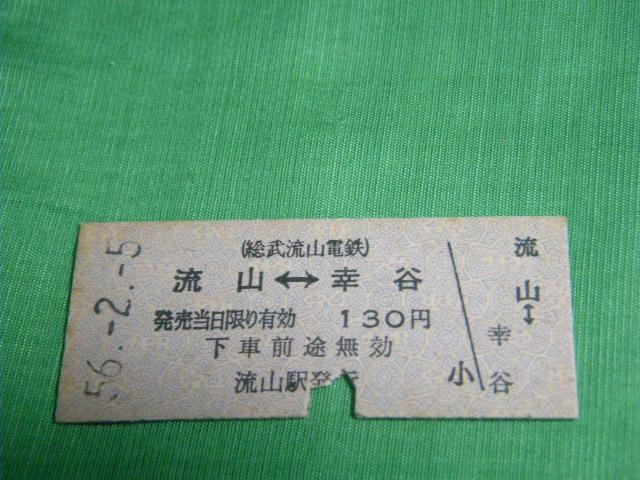 56.-2.-5
(総武流山電鉄)
流山↔幸谷
発売当日限り有効 130円
下車前途無効
流山駅発行
小
流山↔幸谷